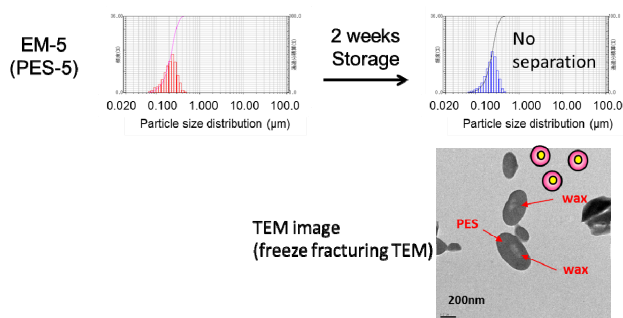 EM-5
(PES-5)
2 weeks
Storage
No
separation
0.020 0.100 1.000 10.00 100.0
0.020 0.100 1.000 10.00 100.0
Particle size distribution (μm)
Particle size distribution (μm)
TEM image
(freeze fracturing TEM)
wax
PES
wax
200nm